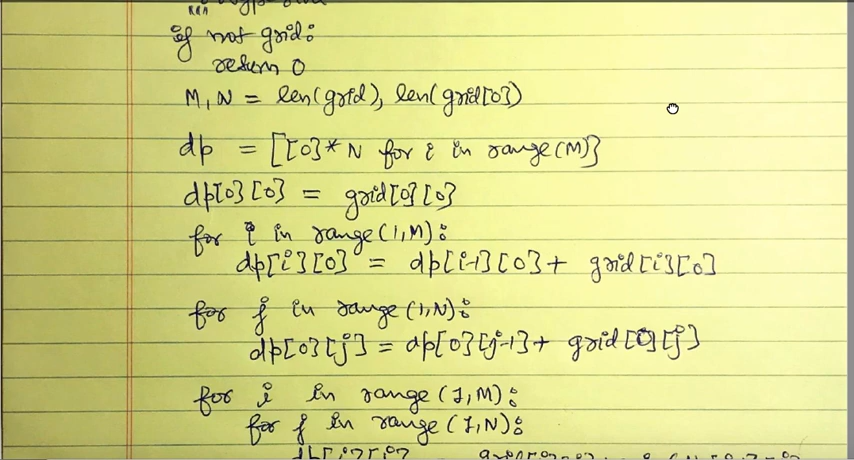 if not grid:
return 0
M, N = len(grid), len(grid[0])
dp = [[0]*N for i in range(M)]
dp[0][0] = grid[0][0]
for i in range(1,M):
dp[i][0] = dp[i-1][0] + grid[i][0]
for j in range(1,N):
dp[0][j] = dp[0][j-1] + grid[0][j]
for i in range(1,M):
for j in range(1,N):